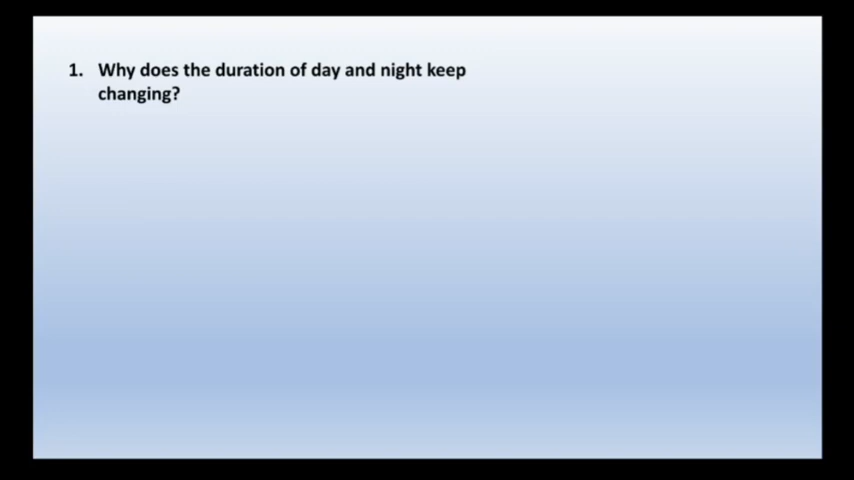 1. Why does the duration of day and night keep
changing?